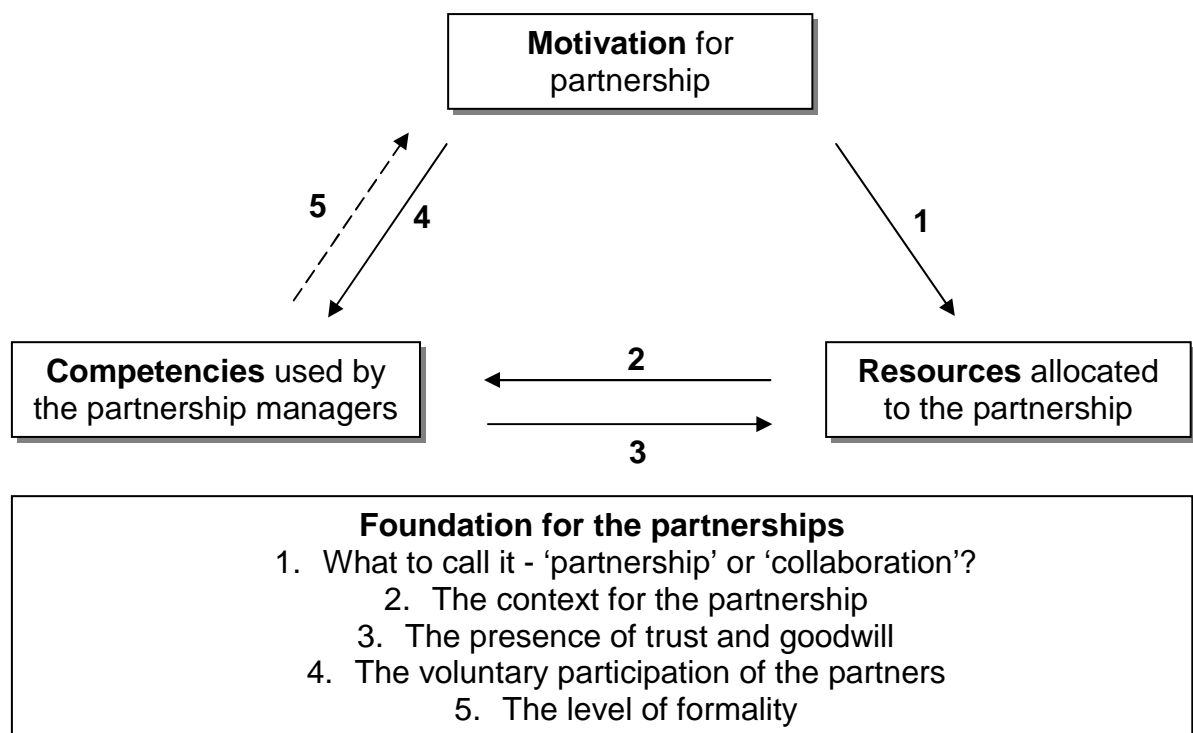 Motivation for
partnership
5
4
1
Competencies used by
the partnership managers
2
3
Resources allocated
to the partnership
Foundation for the partnerships
1. What to call it - ‘partnership’ or ‘collaboration’?
2. The context for the partnership
3. The presence of trust and goodwill
4. The voluntary participation of the partners
5. The level of formality